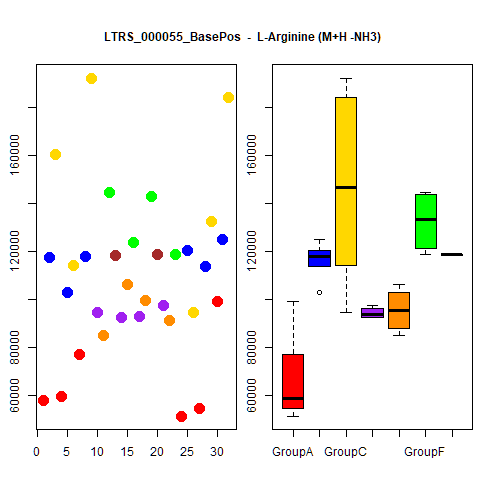 LTRS_000055_BasePos - L-Arginine (M+H -NH3)
160000
120000
80000
60000
0 5 10 15 20 25 30
160000
120000
80000
60000
GroupA GroupC GroupF